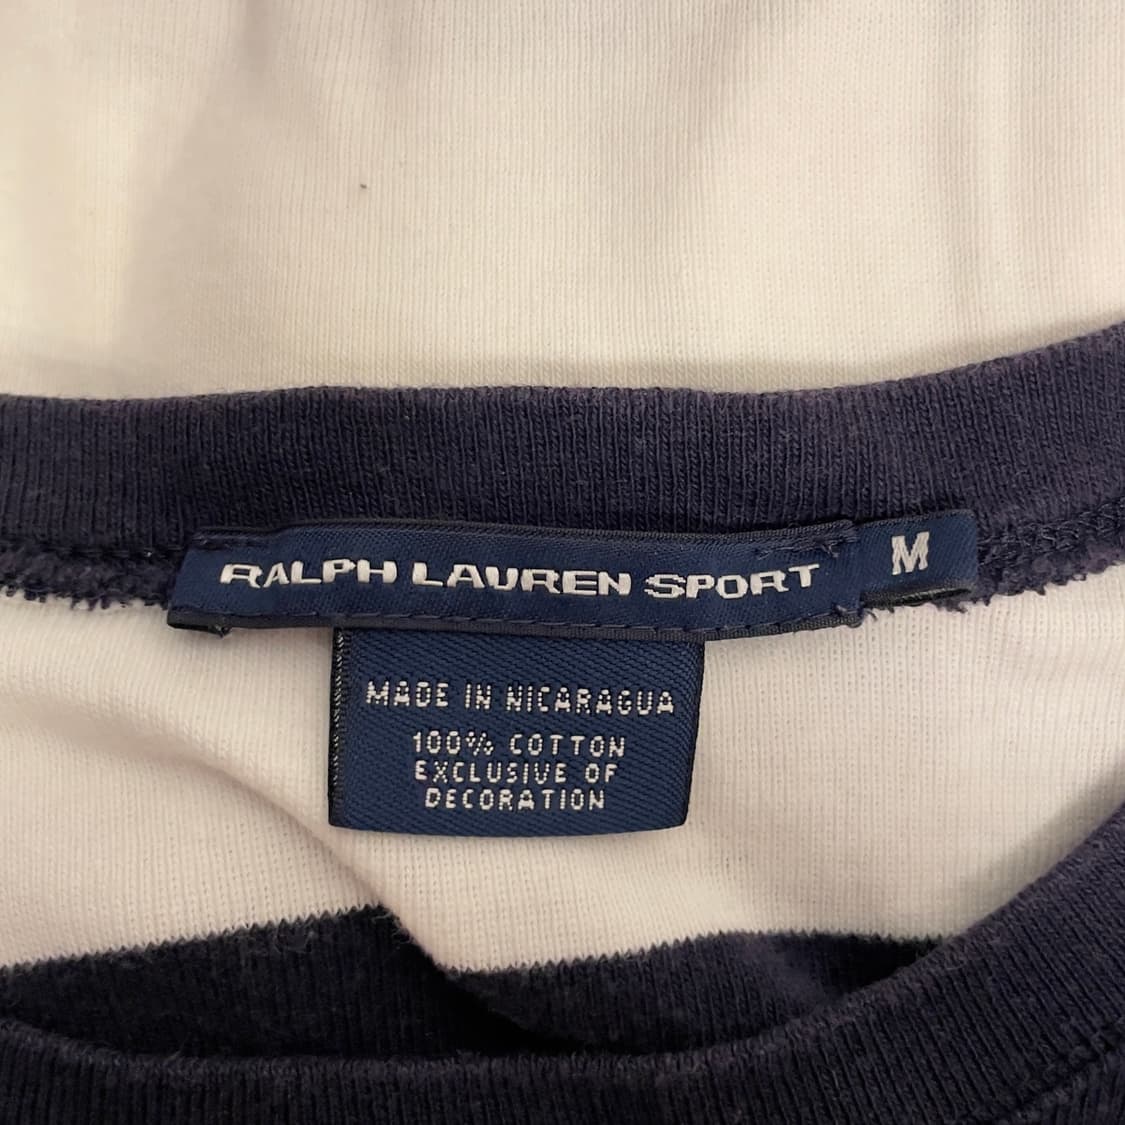 RALPH LAUREN SPORT M
MADE IN NICARAGUA
100% COTTON
EXCLUSIVE OF
DECORATION